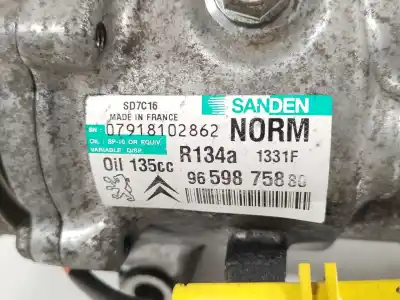 SD7C16
SANDEN
MADE IN FRANCE
SN: 07918102862 NORM
OIL: SP-10 OR EQUIV.
VARIABLE DISP.
Oil 135cc R134a 1331F
96 598 758 80